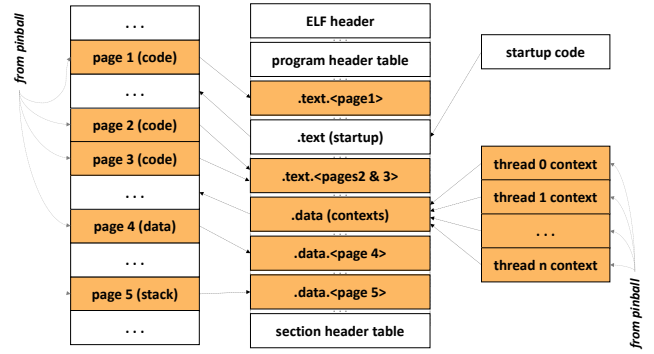 from pinball
. . .
page 1 (code)
. . .
page 2 (code)
page 3 (code)
. . .
page 4 (data)
. . .
page 5 (stack)
. . .
ELF header
...
program header table
...
.text.<page1>
.text (startup)
.text.<pages2 & 3>
.data (contexts)
.data.<page 4>
.data.<page 5>
...
section header table
startup code
thread 0 context
thread 1 context
. . .
thread n context
from pinball